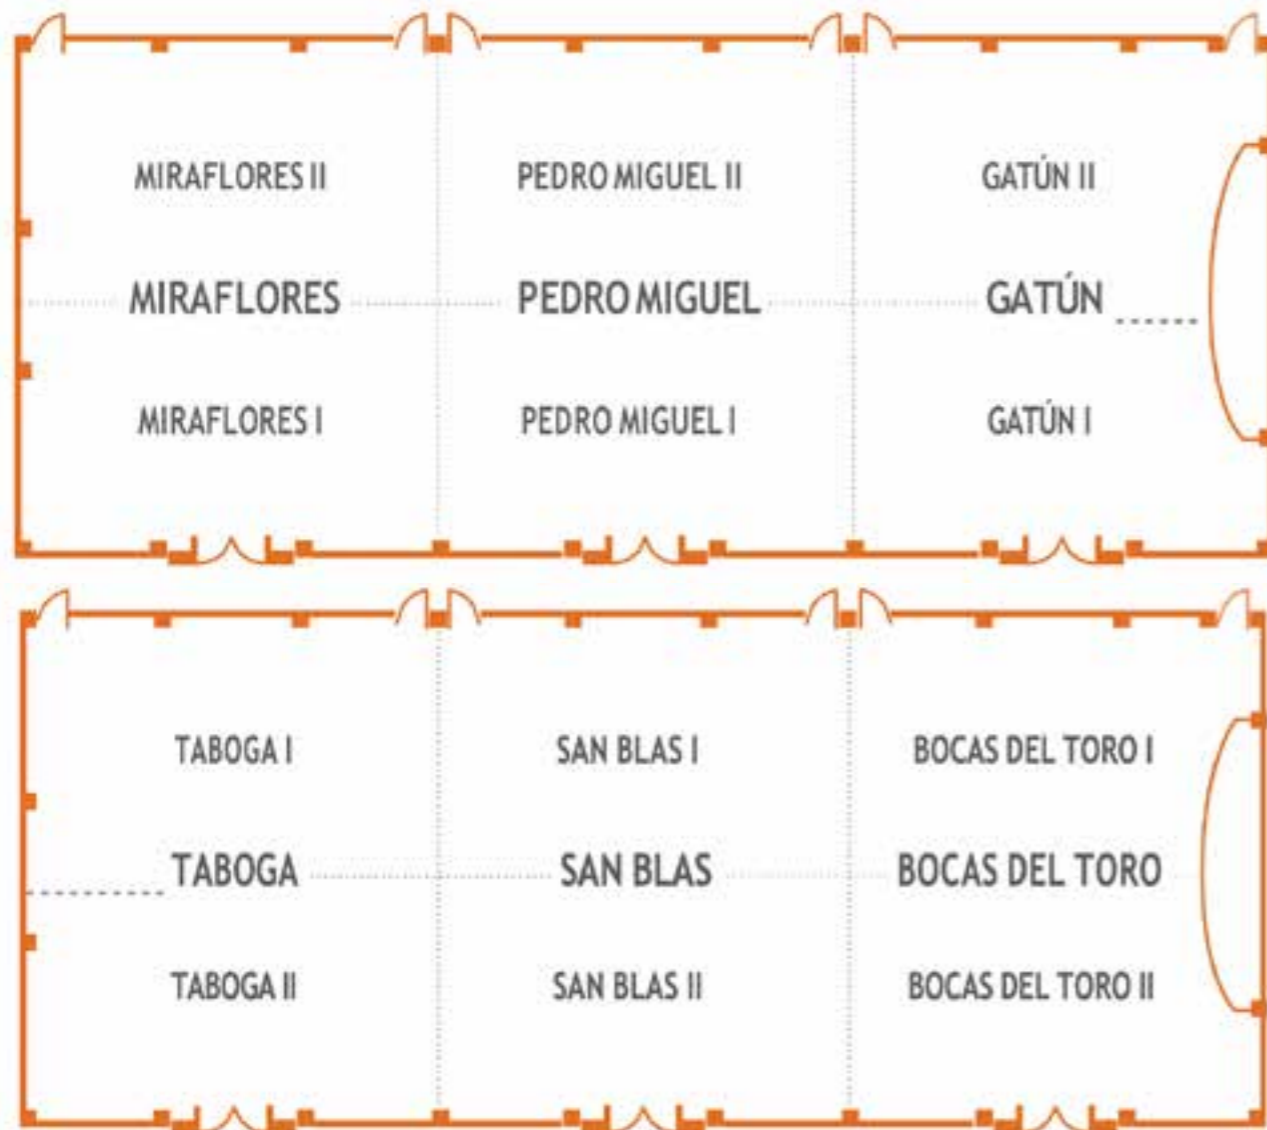 MIRAFLORES II
PEDRO MIGUEL II
GATÚN II
MIRAFLORES
PEDRO MIGUEL
GATÚN
MIRAFLORES I
PEDRO MIGUEL I
GATÚN I
TABOGA I
SAN BLAS I
BOCAS DEL TORO I
TABOGA
SAN BLAS
BOCAS DEL TORO
TABOGA II
SAN BLAS II
BOCAS DEL TORO II